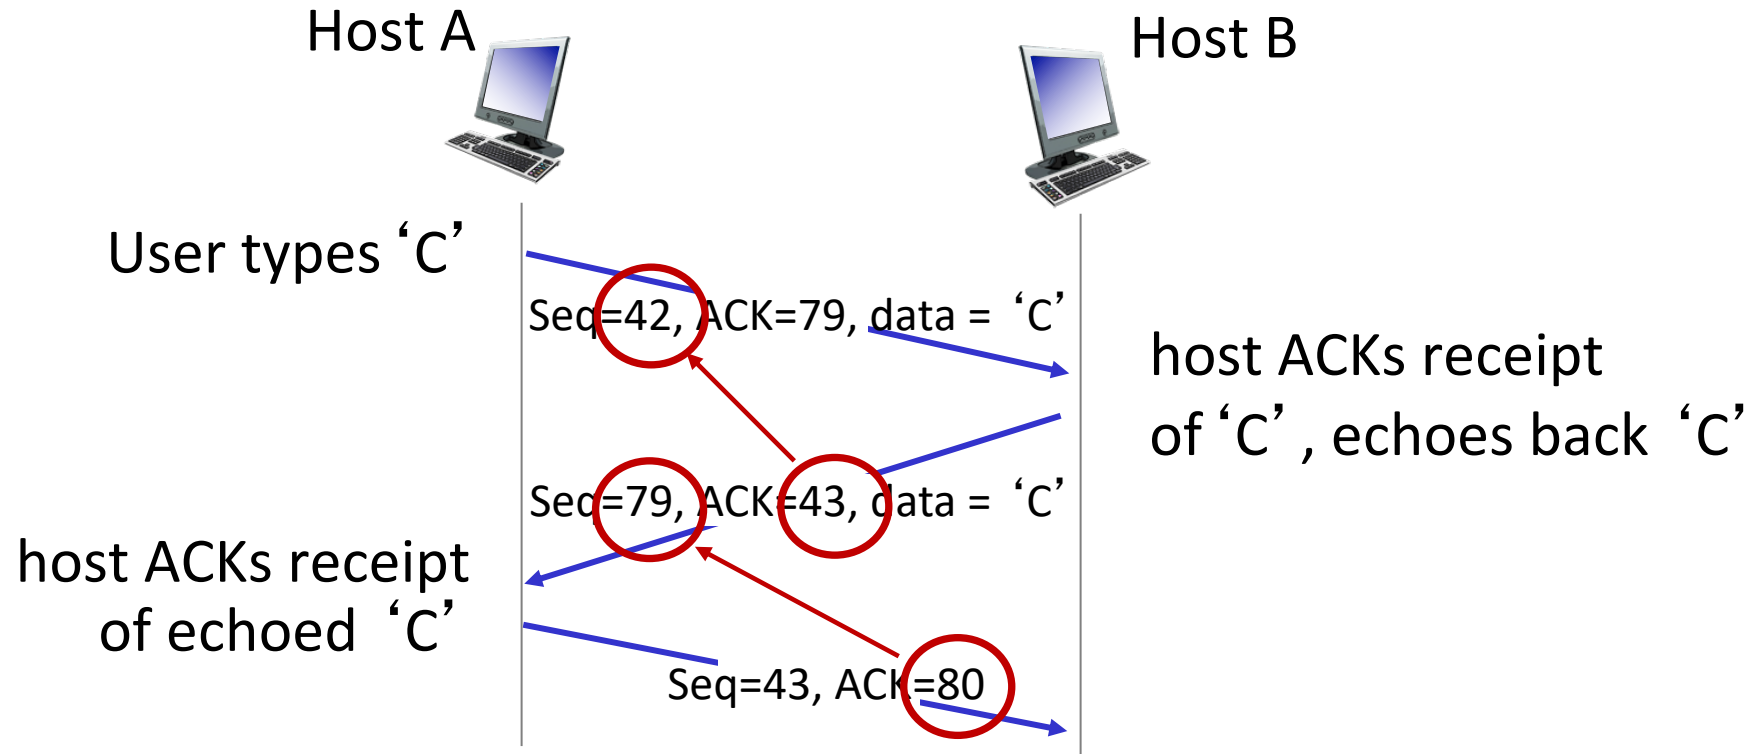 Host A
Host B
User types ‘C’
Seq=42, ACK=79, data = ‘C’
host ACKs receipt
of ‘C’, echoes back ‘C’
Seq=79, ACK=43, data = ‘C’
host ACKs receipt
of echoed ‘C’
Seq=43, ACK=80